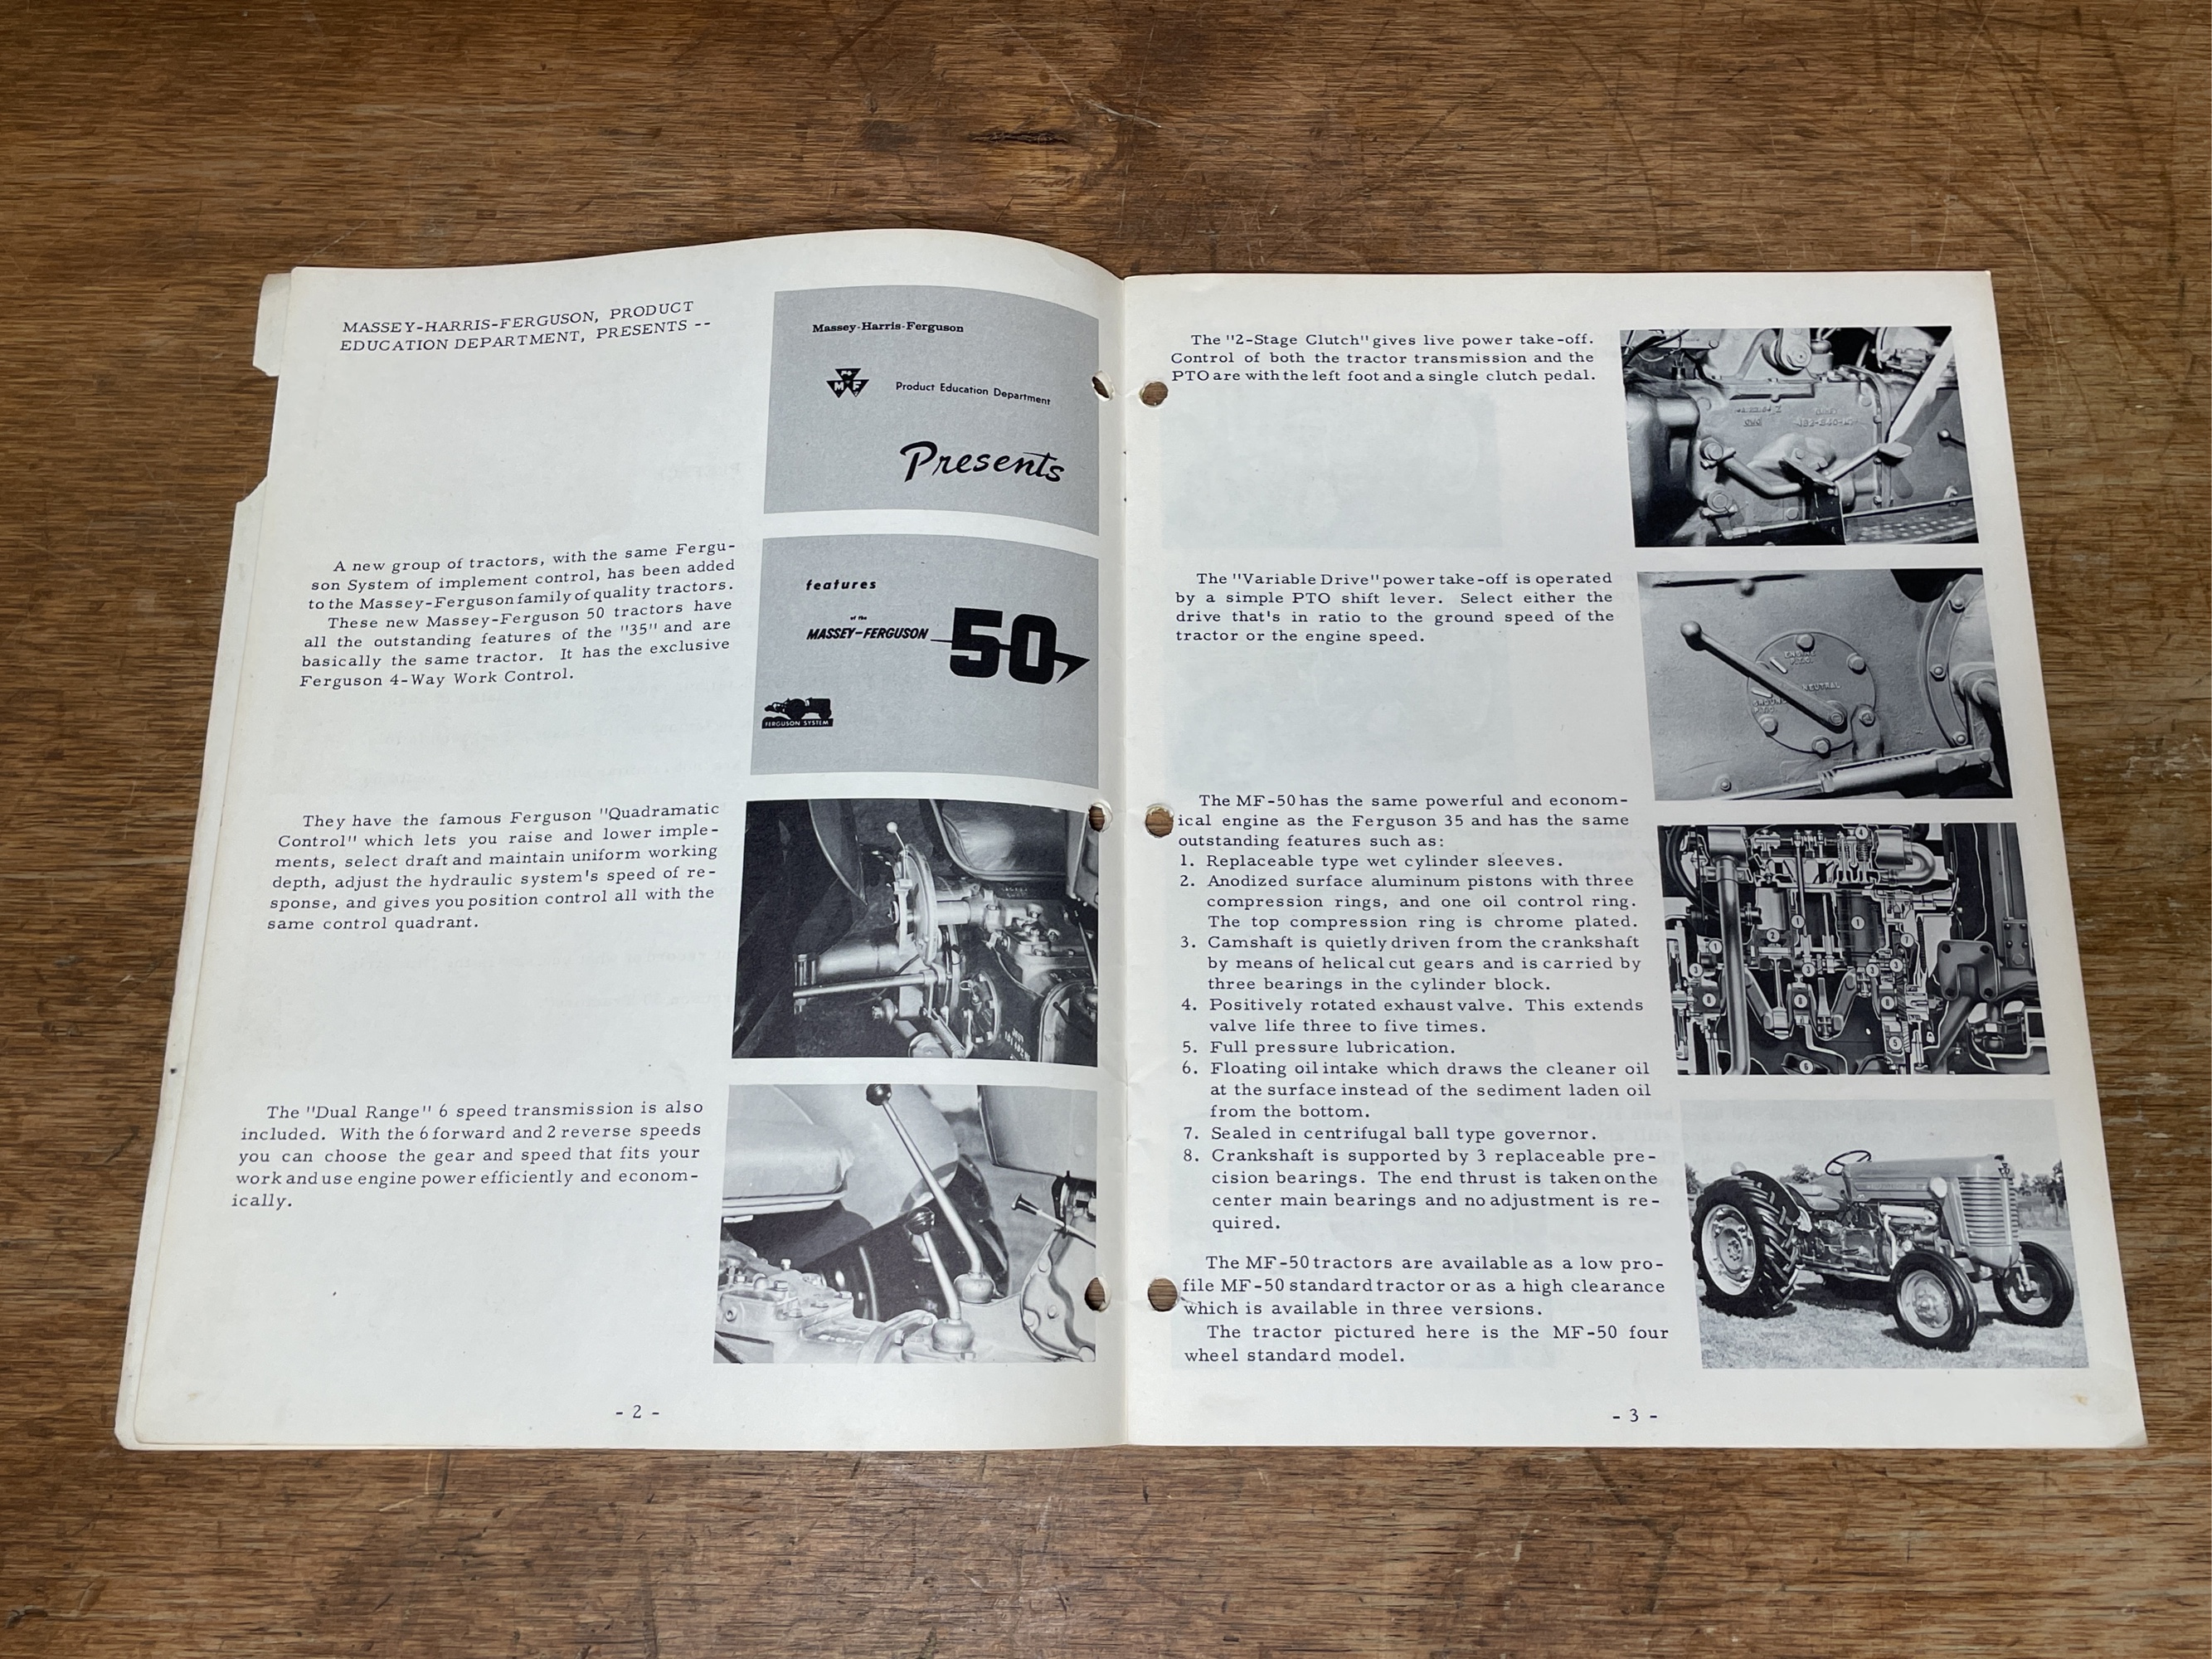 MASSEY-HARRIS-FERGUSON, PRODUCT
EDUCATION DEPARTMENT, PRESENTS --
Massey-Harris-Ferguson
MF
Product Education Department
Presents
A new group of tractors, with the same Fergu-
son System of implement control, has been added
to the Massey-Ferguson family of quality tractors.
These new Massey-Ferguson 50 tractors have
all the outstanding features of the "35" and are
basically the same tractor. It has the exclusive
Ferguson 4-Way Work Control.
features
of the
MASSEY-FERGUSON 50
FERGUSON SYSTEM
They have the famous Ferguson "Quadramatic
Control" which lets you raise and lower imple-
ments, select draft and maintain uniform working
depth, adjust the hydraulic system's speed of re-
sponse, and gives you position control all with the
same control quadrant.
The "Dual Range" 6 speed transmission is also
included. With the 6 forward and 2 reverse speeds
you can choose the gear and speed that fits your
work and use engine power efficiently and econom-
ically.
- 2 -
The "2-Stage Clutch" gives live power take-off.
Control of both the tractor transmission and the
PTO are with the left foot and a single clutch pedal.
The "Variable Drive" power take-off is operated
by a simple PTO shift lever. Select either the
drive that's in ratio to the ground speed of the
tractor or the engine speed.
ENGINE
P.T.O.
NEUTRAL
GROUND
P.T.O.
The MF-50 has the same powerful and econom-
ical engine as the Ferguson 35 and has the same
outstanding features such as:
1. Replaceable type wet cylinder sleeves.
2. Anodized surface aluminum pistons with three
compression rings, and one oil control ring.
The top compression ring is chrome plated.
3. Camshaft is quietly driven from the crankshaft
by means of helical cut gears and is carried by
three bearings in the cylinder block.
4. Positively rotated exhaust valve. This extends
valve life three to five times.
5. Full pressure lubrication.
6. Floating oil intake which draws the cleaner oil
at the surface instead of the sediment laden oil
from the bottom.
7. Sealed in centrifugal ball type governor.
8. Crankshaft is supported by 3 replaceable pre-
cision bearings. The end thrust is taken on the
center main bearings and no adjustment is re-
quired.
The MF-50 tractors are available as a low pro-
file MF-50 standard tractor or as a high clearance
which is available in three versions.
The tractor pictured here is the MF-50 four
wheel standard model.
- 3 -